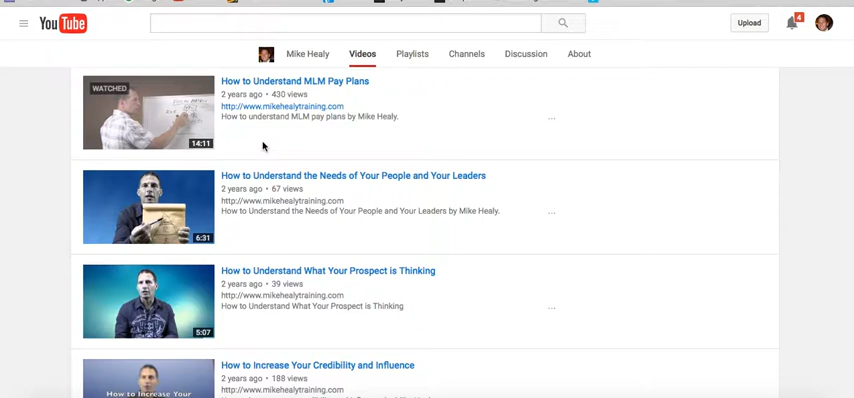 YouTube
Upload
4
Mike Healy
Videos
Playlists
Channels
Discussion
About
WATCHED
14:11
How to Understand MLM Pay Plans
2 years ago • 430 views
http://www.mikehealytraining.com
How to understand MLM pay plans by Mike Healy.
...
6:31
How to Understand the Needs of Your People and Your Leaders
2 years ago • 67 views
http://www.mikehealytraining.com
How to Understand the Needs of Your People and Your Leaders by Mike Healy.
...
5:07
How to Understand What Your Prospect is Thinking
2 years ago • 39 views
http://www.mikehealytraining.com
How to Understand What Your Prospect is Thinking
...
How to Increase Your
How to Increase Your Credibility and Influence
2 years ago • 188 views
http://www.mikehealytraining.com